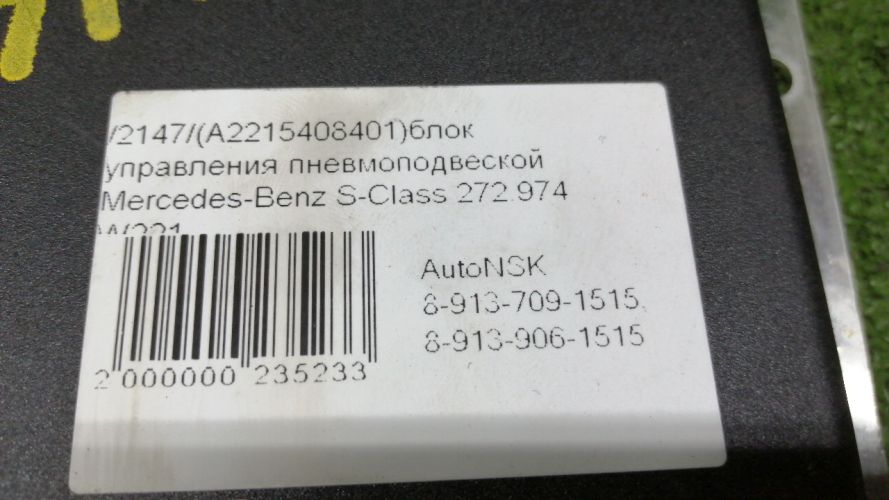 /2147/(A2215408401)блок
управления пневмоподвеской
Mercedes-Benz S-Class 272.974
W221
AutoNSK
8-913-709-1515,
8-913-906-1515
2 000000 235233